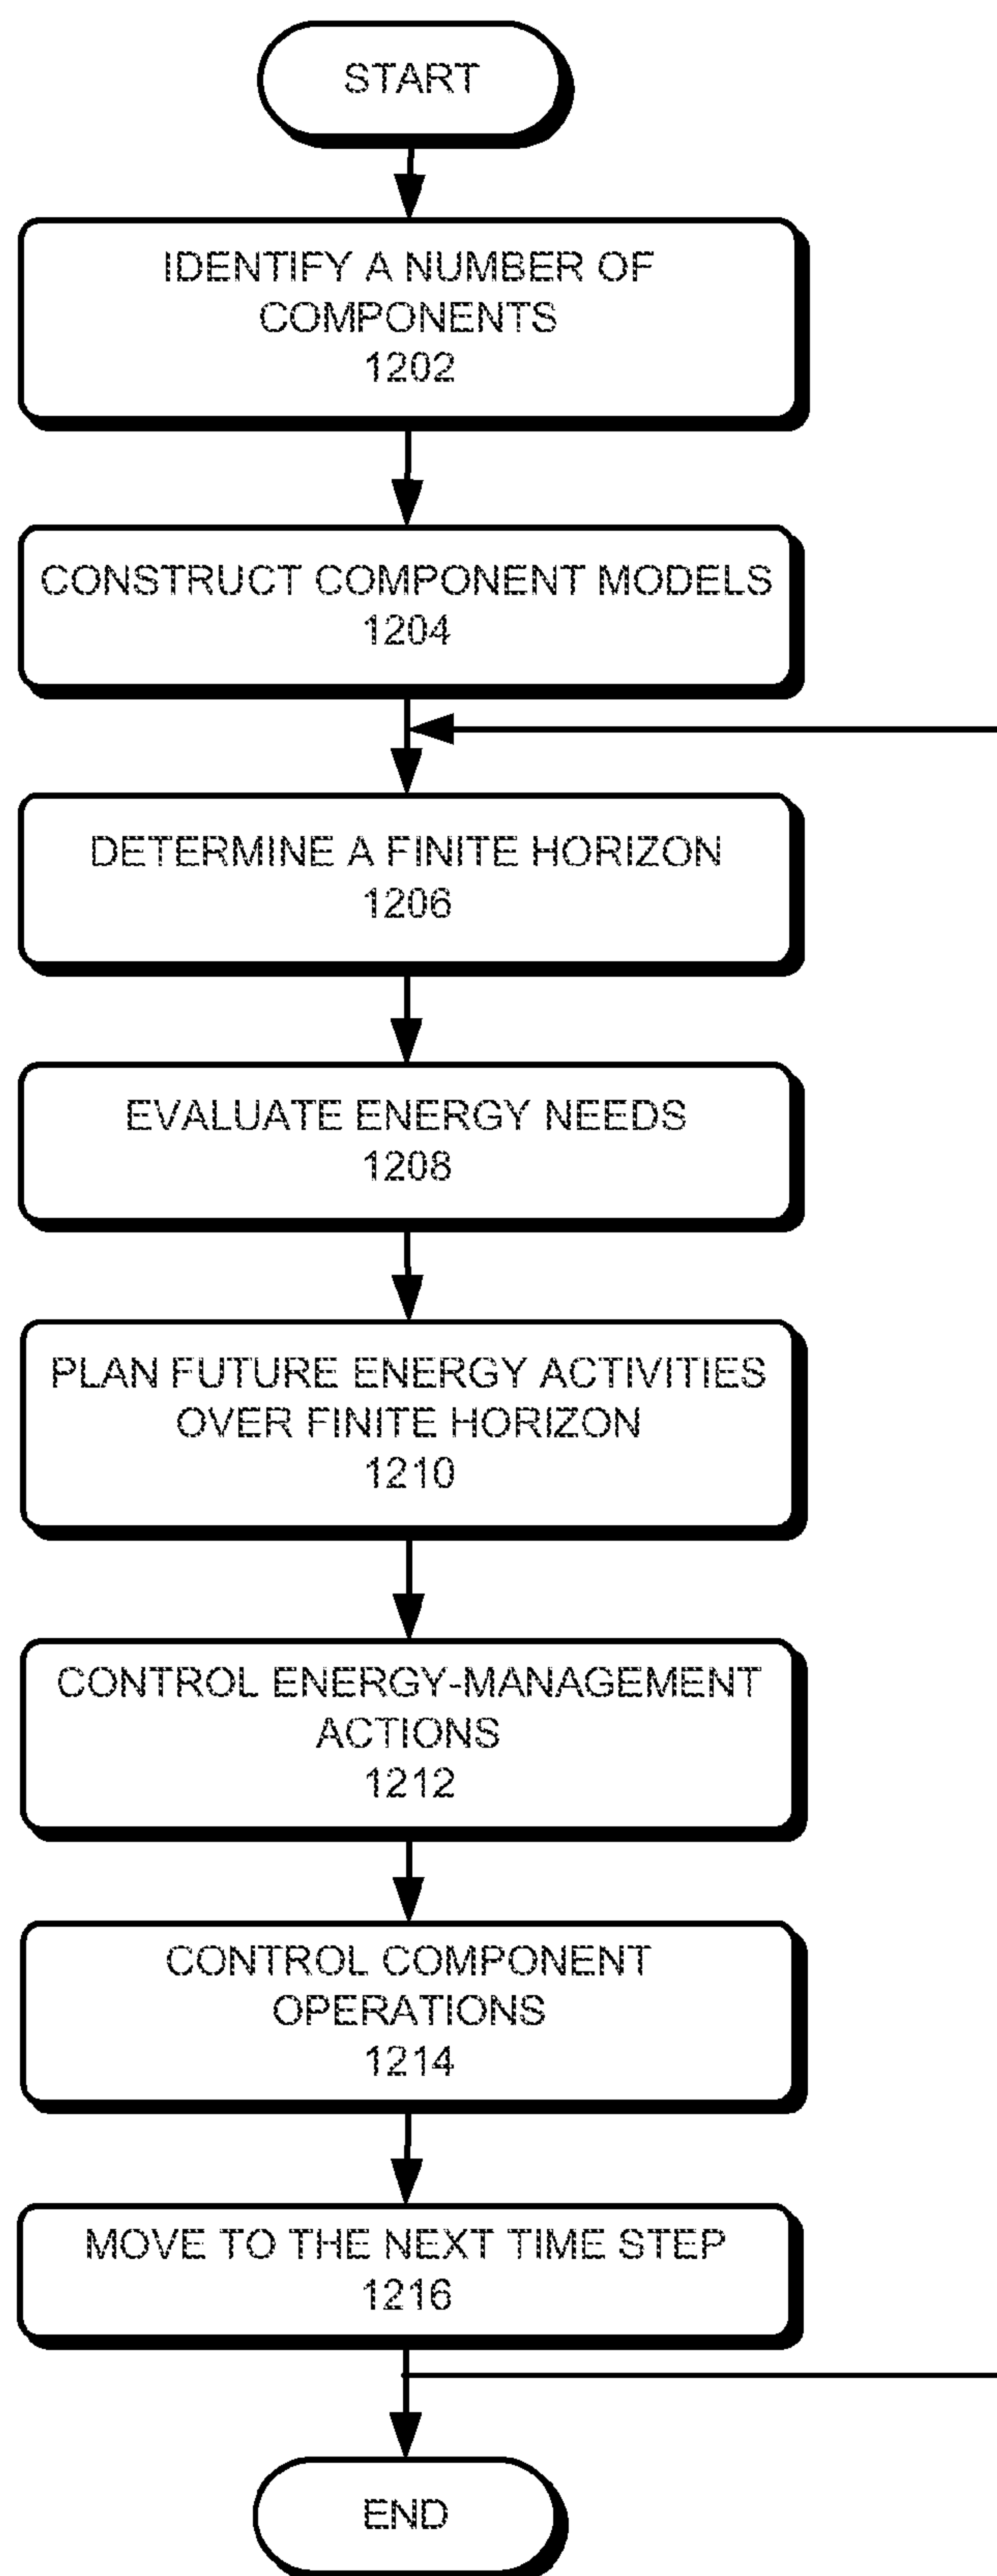 START
IDENTIFY A NUMBER OF
COMPONENTS
1202
CONSTRUCT COMPONENT MODELS
1204
DETERMINE A FINITE HORIZON
1206
EVALUATE ENERGY NEEDS
1208
PLAN FUTURE ENERGY ACTIVITIES
OVER FINITE HORIZON
1210
CONTROL ENERGY-MANAGEMENT
ACTIONS
1212
CONTROL COMPONENT
OPERATIONS
1214
MOVE TO THE NEXT TIME STEP
1216
END